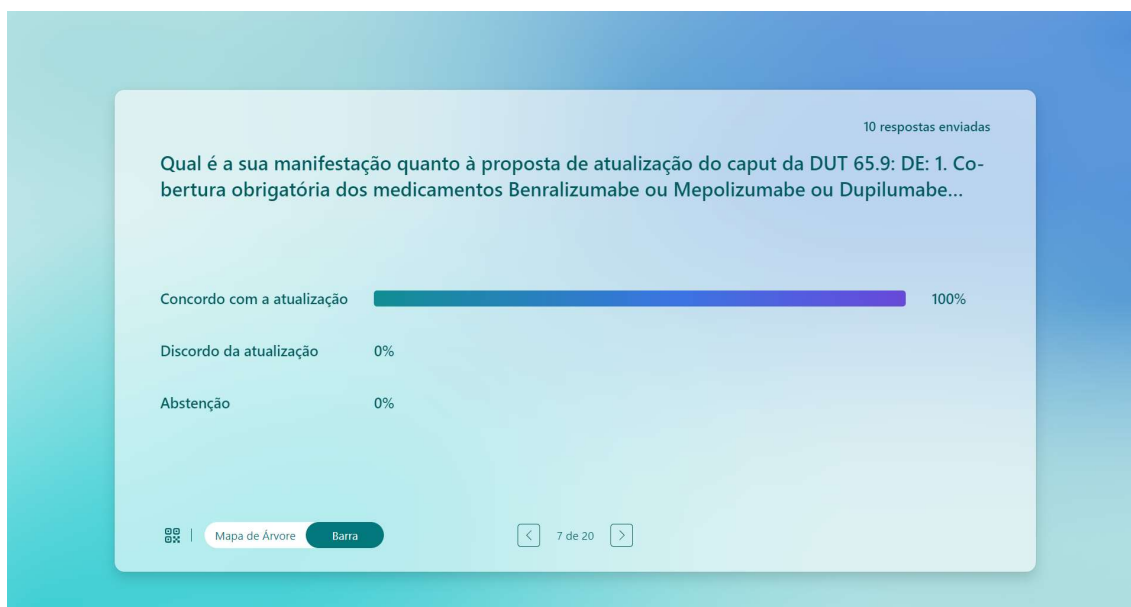 10 respostas enviadas
Qual é a sua manifestação quanto à proposta de atualização do caput da DUT 65.9: DE: 1. Co-
bertura obrigatória dos medicamentos Benralizumabe ou Mepolizumabe ou Dupilumabe...
Concordo com a atualização 100%
Discordo da atualização 0%
Abstenção 0%
Mapa de Árvore Barra 7 de 20